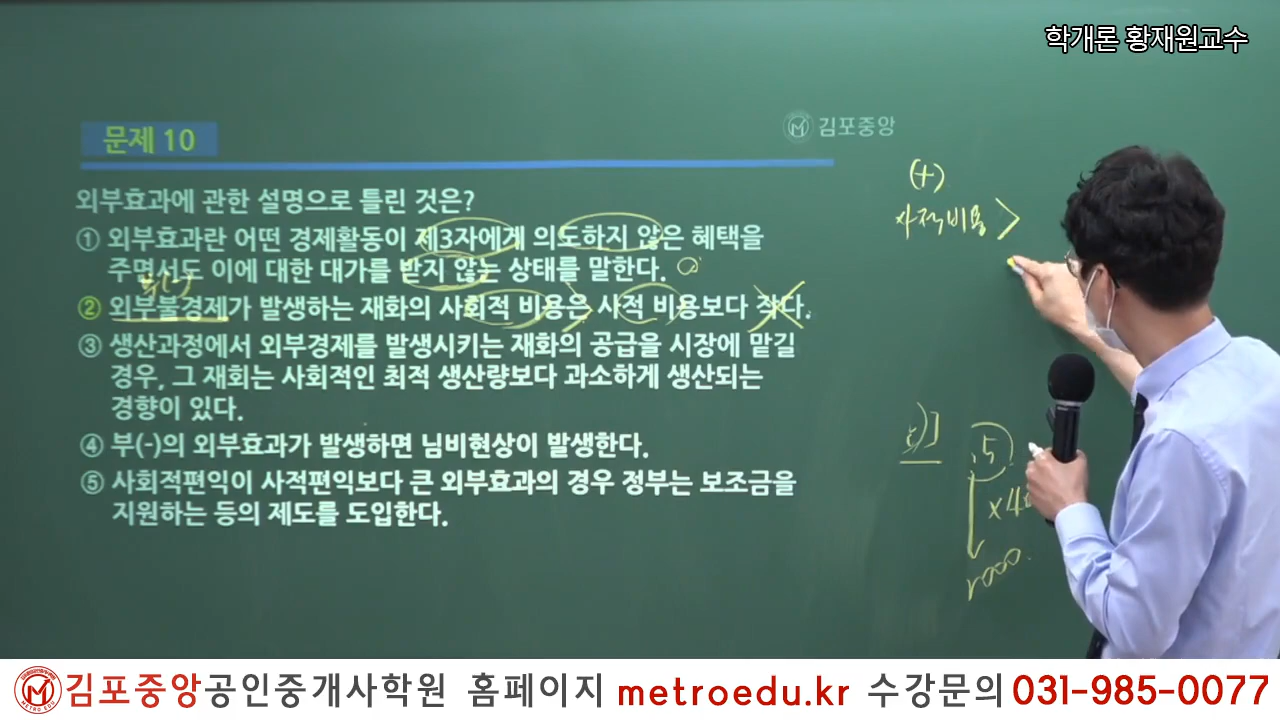 학개론 황재원교수
문제 10
김포중앙
외부효과에 관한 설명으로 틀린 것은?
① 외부효과란 어떤 경제활동이 제3자에게 의도하지 않은 혜택을
주면서도 이에 대한 대가를 받지 않는 상태를 말한다.
부(-)
② 외부불경제가 발생하는 재화의 사회적 비용은 사적 비용보다 작다.
③ 생산과정에서 외부경제를 발생시키는 재화의 공급을 시장에 맡길
경우, 그 재회는 사회적인 최적 생산량보다 과소하게 생산되는
경향이 있다.
④ 부(-)의 외부효과가 발생하면 님비현상이 발생한다.
⑤ 사회적편익이 사적편익보다 큰 외부효과의 경우 정부는 보조금을
지원하는 등의 제도를 도입한다.
(+)
사적비용 >
5
×4
김포중앙공인중개사학원 홈페이지 metroedu.kr 수강문의 031-985-0077